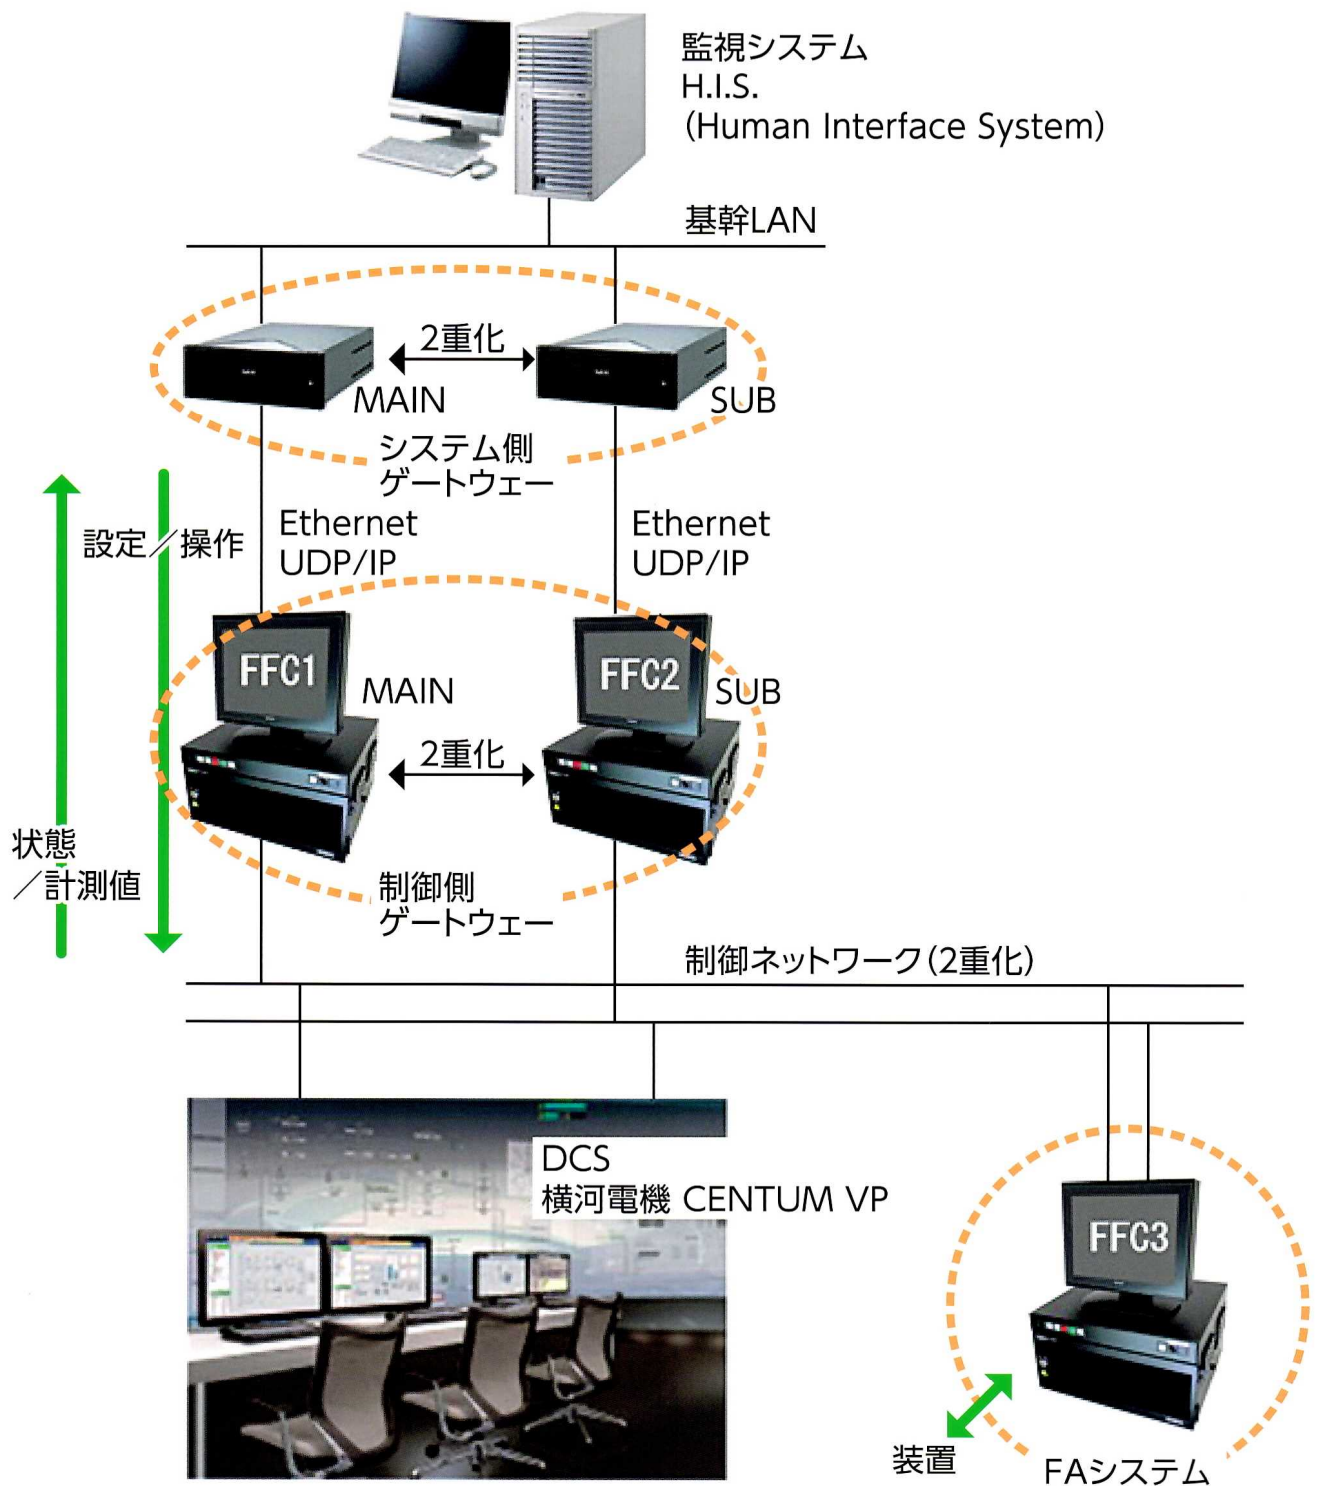 監視システム
H.I.S.
(Human Interface System)
基幹LAN
2重化
MAIN
SUB
システム側
ゲートウェー
設定／操作
Ethernet
UDP/IP
Ethernet
UDP/IP
FFC1
MAIN
FFC2
SUB
2重化
状態
／計測値
制御側
ゲートウェー
制御ネットワーク(2重化)
DCS
横河電機 CENTUM VP
FFC3
装置
FAシステム